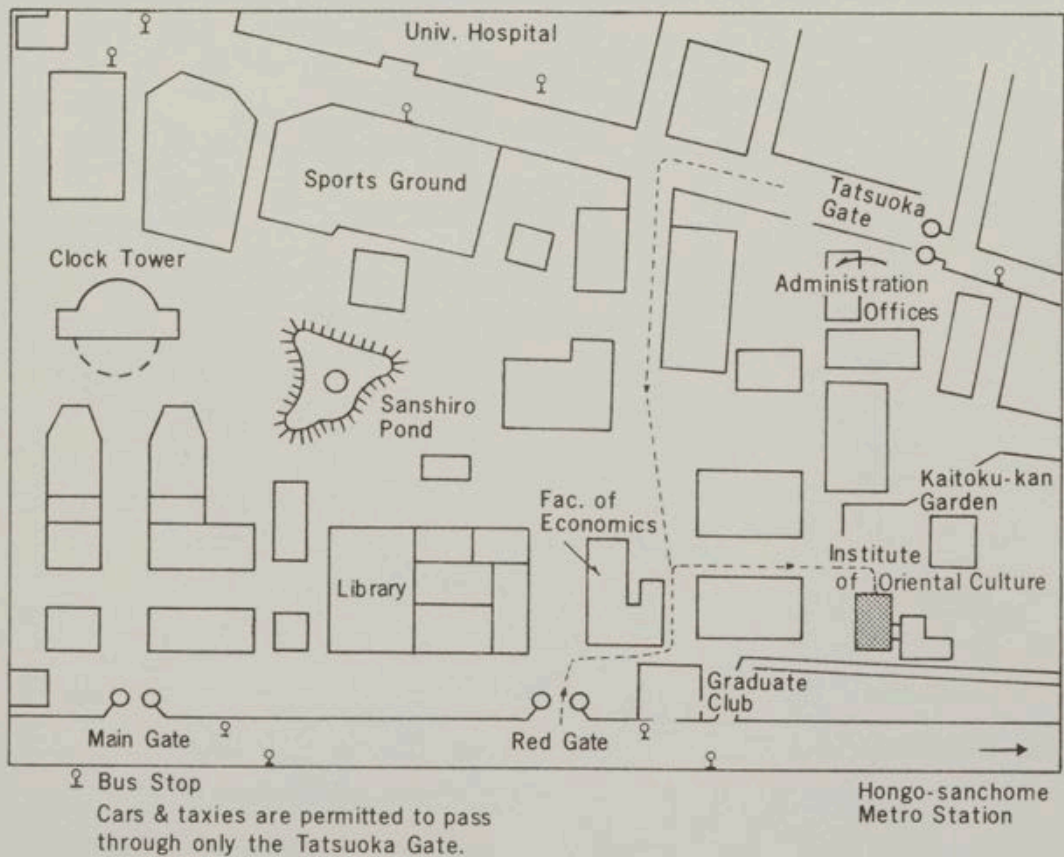 Univ. Hospital
Sports Ground
Tatsuoka
Gate
Clock Tower
Administration
Offices
Sanshiro
Pond
Kaitoku-kan
Garden
Fac. of
Economics
Institute
of Oriental Culture
Library
Graduate
Club
Main Gate
Red Gate
Bus Stop
Hongo-sanchome
Metro Station
Cars & taxies are permitted to pass
through only the Tatsuoka Gate.